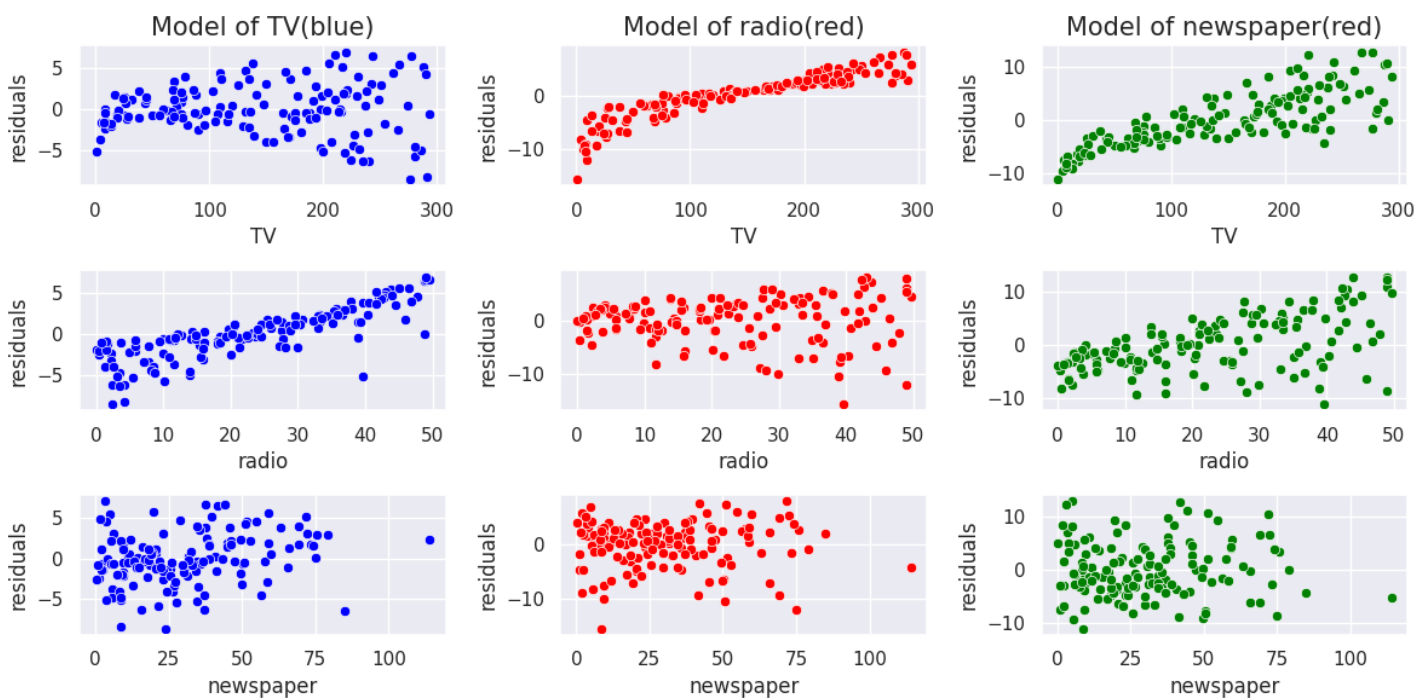 Model of TV(blue) Model of radio(red) Model of newspaper(red)
residuals residuals residuals
5 0 −5
0 −10
10 0 −10
0 100 200 300 0 100 200 300 0 100 200 300
TV TV TV
residuals residuals residuals
5 0 −5
0 −10
10 0 −10
0 10 20 30 40 50 0 10 20 30 40 50 0 10 20 30 40 50
radio radio radio
residuals residuals residuals
5 0 −5
0 −10
10 0 −10
0 25 50 75 100 0 25 50 75 100 0 25 50 75 100
newspaper newspaper newspaper